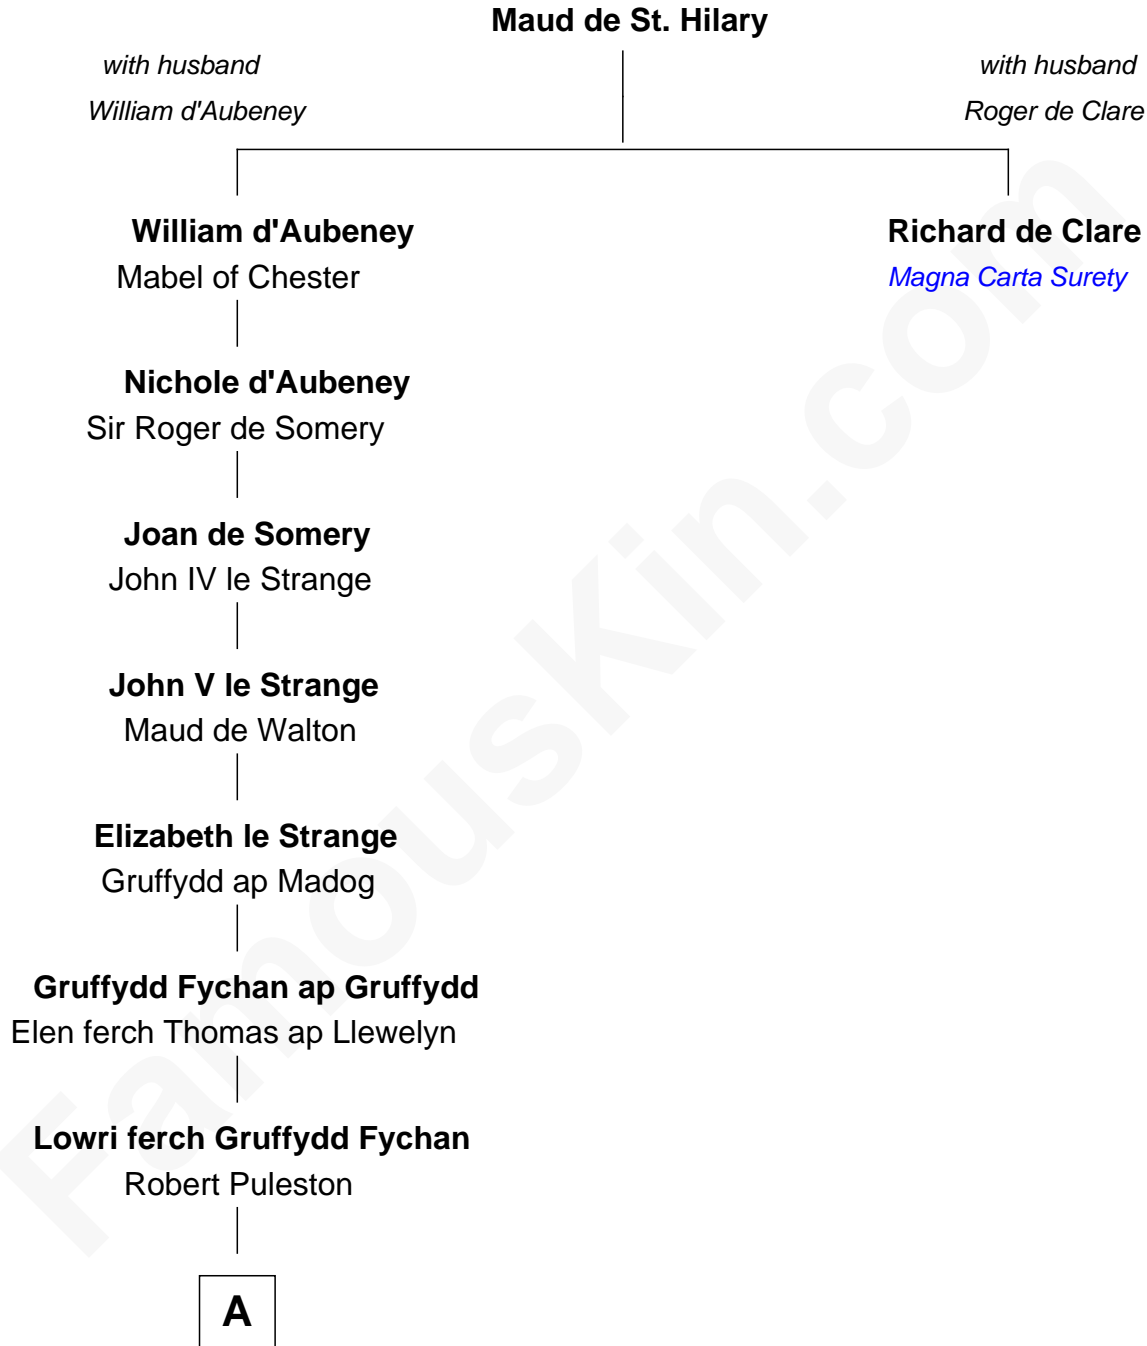 Maud de St. Hilary
with husband
William d'Aubeney
with husband
Roger de Clare
William d'Aubeney
Mabel of Chester
Richard de Clare
Magna Carta Surety
Nichole d'Aubeney
Sir Roger de Somery
Joan de Somery
John IV le Strange
John V le Strange
Maud de Walton
Elizabeth le Strange
Gruffydd ap Madog
Gruffydd Fychan ap Gruffydd
Elen ferch Thomas ap Llewelyn
Lowri ferch Gruffydd Fychan
Robert Puleston
A
FamousKin.com